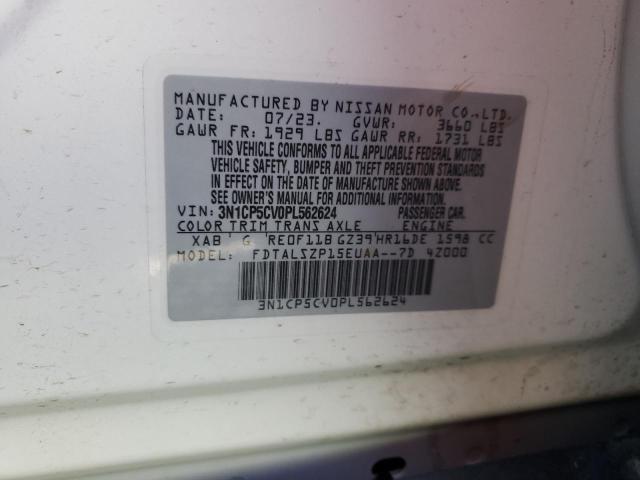 MANUFACTURED BY NISSAN MOTOR CO.,LTD.
DATE: 07/23. GVWR: 3660 LBS
GAWR FR: 1929 LBS GAWR RR: 1731 LBS
THIS VEHICLE CONFORMS TO ALL APPLICABLE FEDERAL MOTOR
VEHICLE SAFETY, BUMPER AND THEFT PREVENTION STANDARDS
IN EFFECT ON THE DATE OF MANUFACTURE SHOWN ABOVE.
SEE OWNER'S MANUAL FOR ADDITIONAL INFORMATION.
VIN: 3N1CP5CV0PL562624 PASSENGER CAR.
COLOR TRIM TRANS AXLE ENGINE
XAB G RE0F11B GZ39 HR16DE 1598 CC
MODEL: FDTALSZP15EUAA--7D 4Z000
3N1CP5CV0PL562624